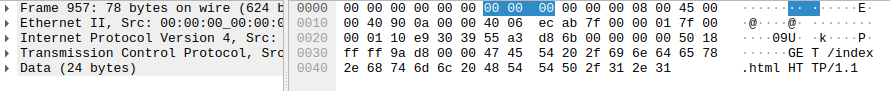 Frame 957: 78 bytes on wire (624 b
Ethernet II, Src: 00:00:00_00:00:0
Internet Protocol Version 4, Src:
Transmission Control Protocol, Src
Data (24 bytes)
0000 00 00 00 00 00 00 00 00 00 00 00 00 08 00 45 00 ········ ······E·
0010 00 40 90 0a 00 00 40 06 ec ab 7f 00 00 01 7f 00 ·@····@· ········
0020 00 01 10 e9 30 39 55 a3 d8 6b 00 00 00 00 50 18 ····09U· ·k····P·
0030 ff ff 9a d8 00 00 47 45 54 20 2f 69 6e 64 65 78 ······GE T /index
0040 2e 68 74 6d 6c 20 48 54 54 50 2f 31 2e 31 .html HT TP/1.1